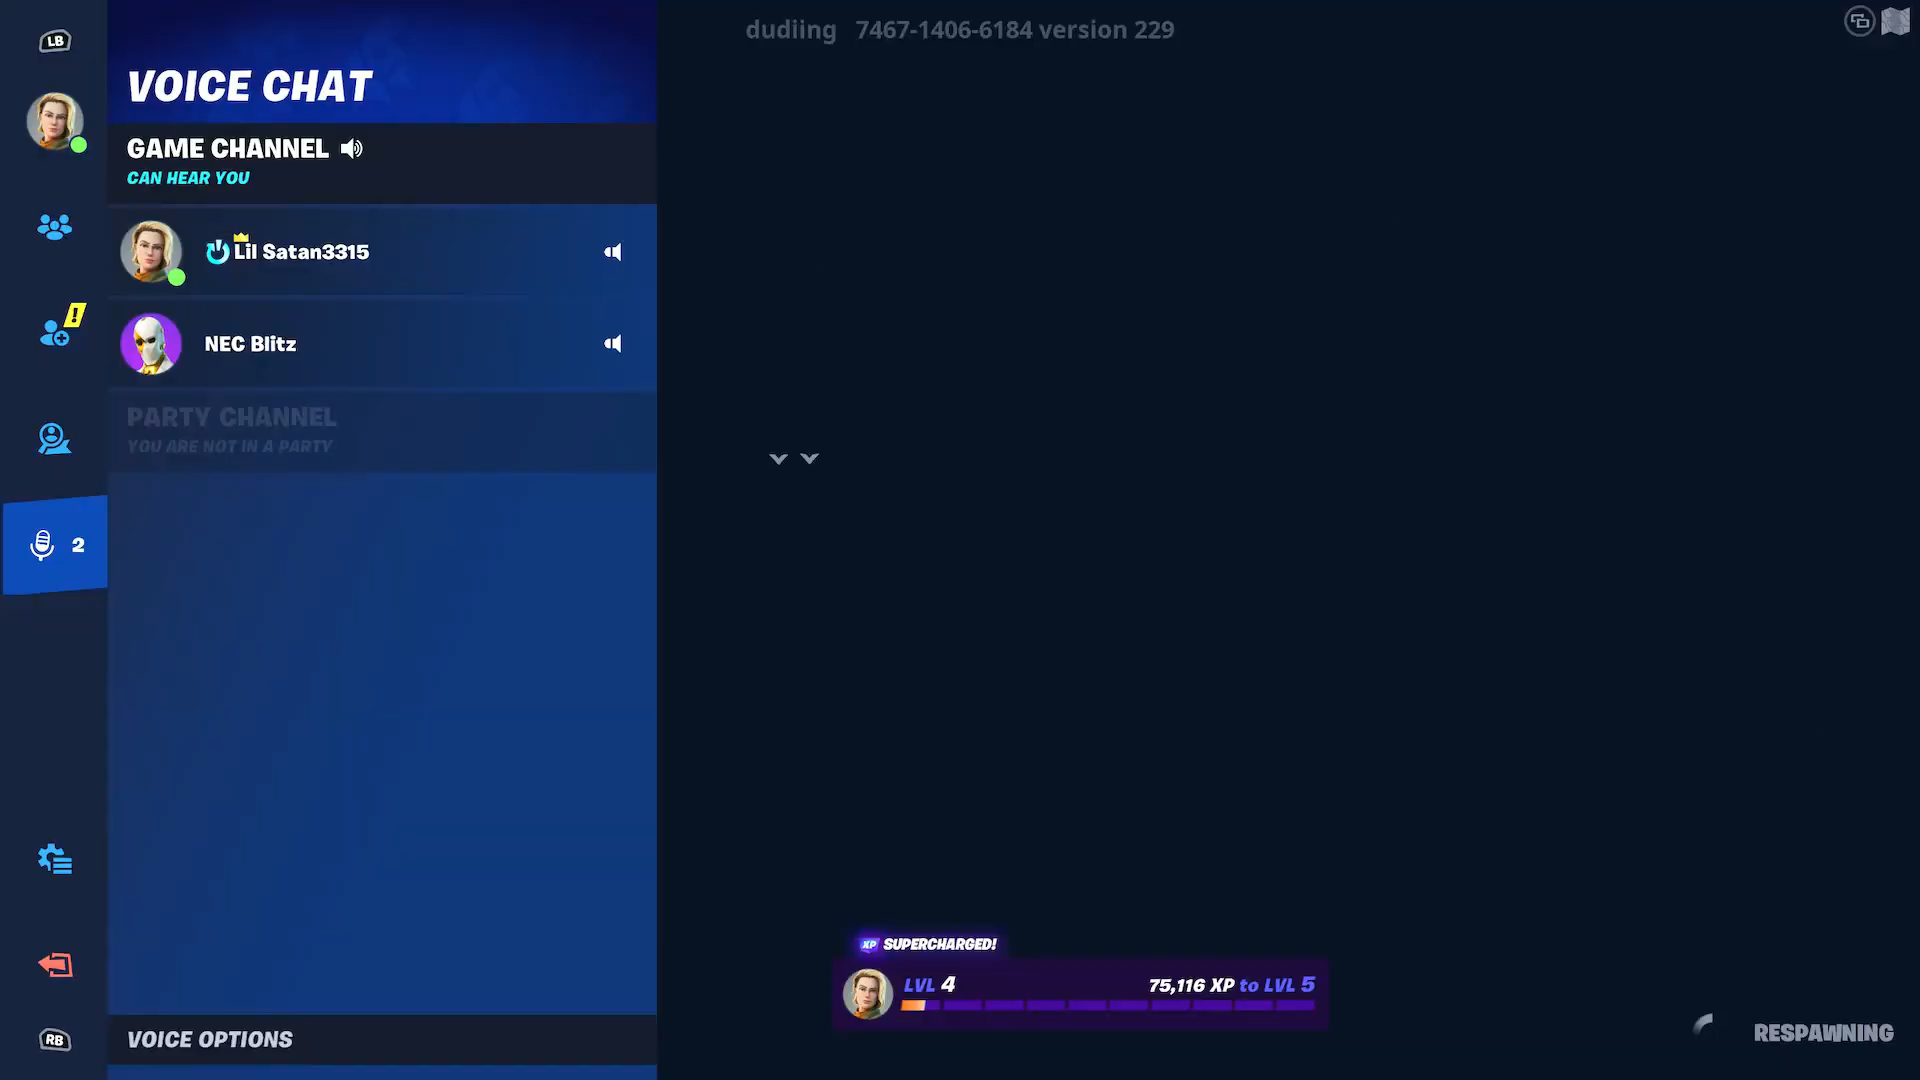 LB
dudiing 7467-1406-6184 version 229
VOICE CHAT
GAME CHANNEL
CAN HEAR YOU
Lil Satan3315
NEC Blitz
!
PARTY CHANNEL
YOU ARE NOT IN A PARTY
2
XP SUPERCHARGED!
LVL 4 75,116 XP to LVL 5
RESPAWNING
VOICE OPTIONS
RB